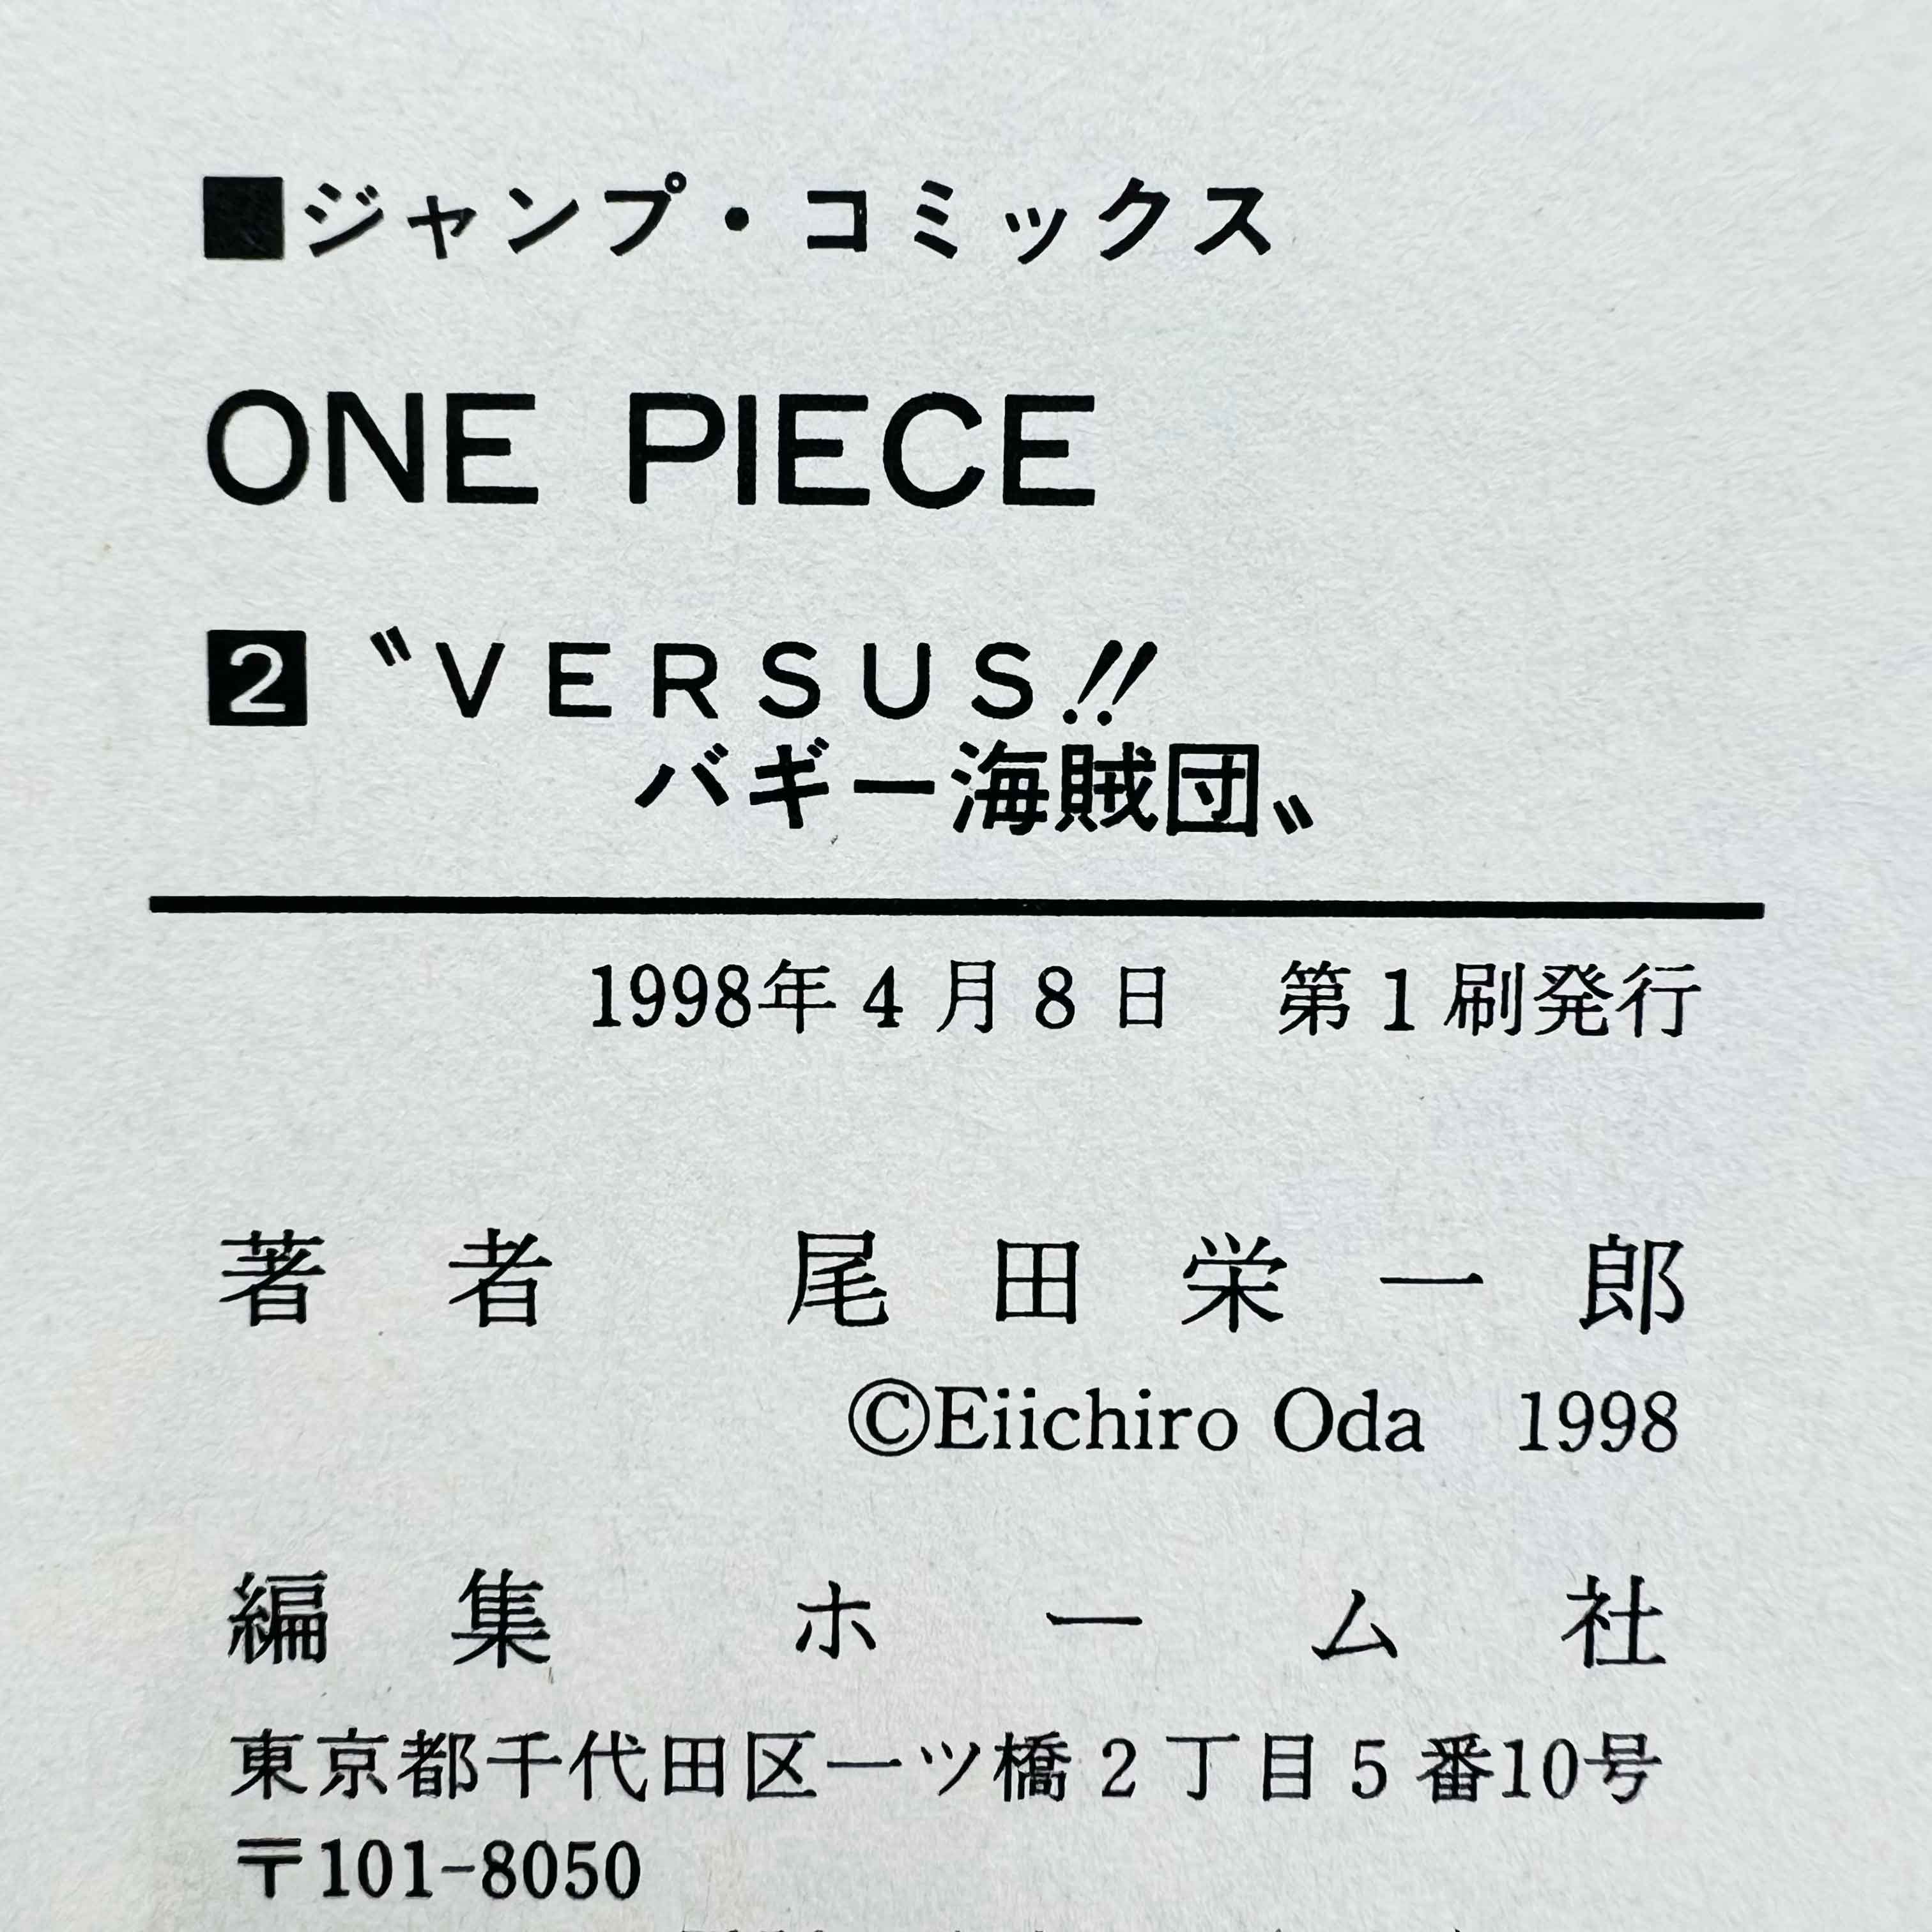 ■ジャンプ・コミックス
ONE PIECE
2 〝VERSUS!!
バギー海賊団〟
1998年4月8日 第1刷発行
著者 尾田栄一郎
©Eiichiro Oda 1998
編集 ホーム社
東京都千代田区一ツ橋2丁目5番10号
〒101-8050